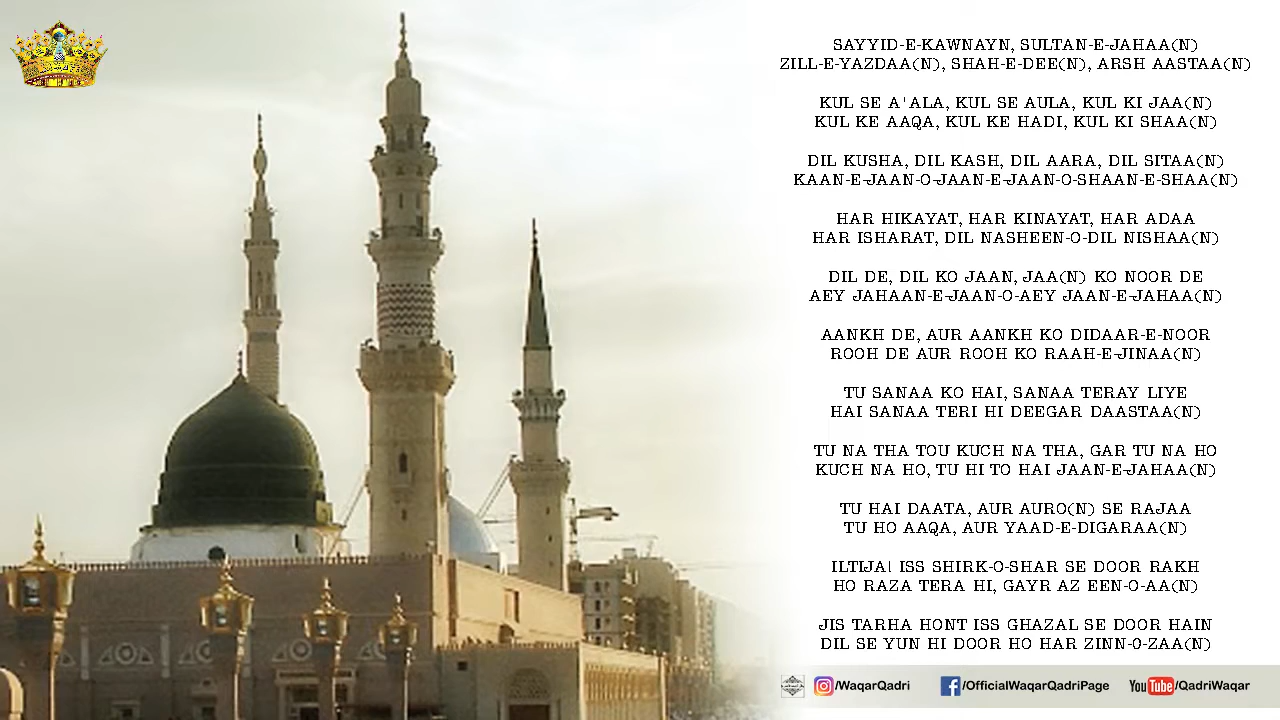 SAYYID-E-KAWNAYN, SULTAN-E-JAHAA(N)
ZILL-E-YAZDAA(N), SHAH-E-DEE(N), ARSH AASTAA(N)
KUL SE A'ALA, KUL SE AULA, KUL KI JAA(N)
KUL KE AAQA, KUL KE HADI, KUL KI SHAA(N)
DIL KUSHA, DIL KASH, DIL AARA, DIL SITAA(N)
KAAN-E-JAAN-O-JAAN-E-JAAN-O-SHAAN-E-SHAA(N)
HAR HIKAYAT, HAR KINAYAT, HAR ADAA
HAR ISHARAT, DIL NASHEEN-O-DIL NISHAA(N)
DIL DE, DIL KO JAAN, JAA(N) KO NOOR DE
AEY JAHAAN-E-JAAN-O-AEY JAAN-E-JAHAA(N)
AANKH DE, AUR AANKH KO DIDAAR-E-NOOR
ROOH DE AUR ROOH KO RAAH-E-JINAA(N)
TU SANAA KO HAI, SANAA TERAY LIYE
HAI SANAA TERI HI DEEGAR DAASTAA(N)
TU NA THA TOU KUCH NA THA, GAR TU NA HO
KUCH NA HO, TU HI TO HAI JAAN-E-JAHAA(N)
TU HAI DAATA, AUR AURO(N) SE RAJAA
TU HO AAQA, AUR YAAD-E-DIGARAA(N)
ILTIJA! ISS SHIRK-O-SHAR SE DOOR RAKH
HO RAZA TERA HI, GAYR AZ EEN-O-AA(N)
JIS TARHA HONT ISS GHAZAL SE DOOR HAIN
DIL SE YUN HI DOOR HO HAR ZINN-O-ZAA(N)
/WaqarQadri /OfficialWaqarQadriPage YouTube/QadriWaqar